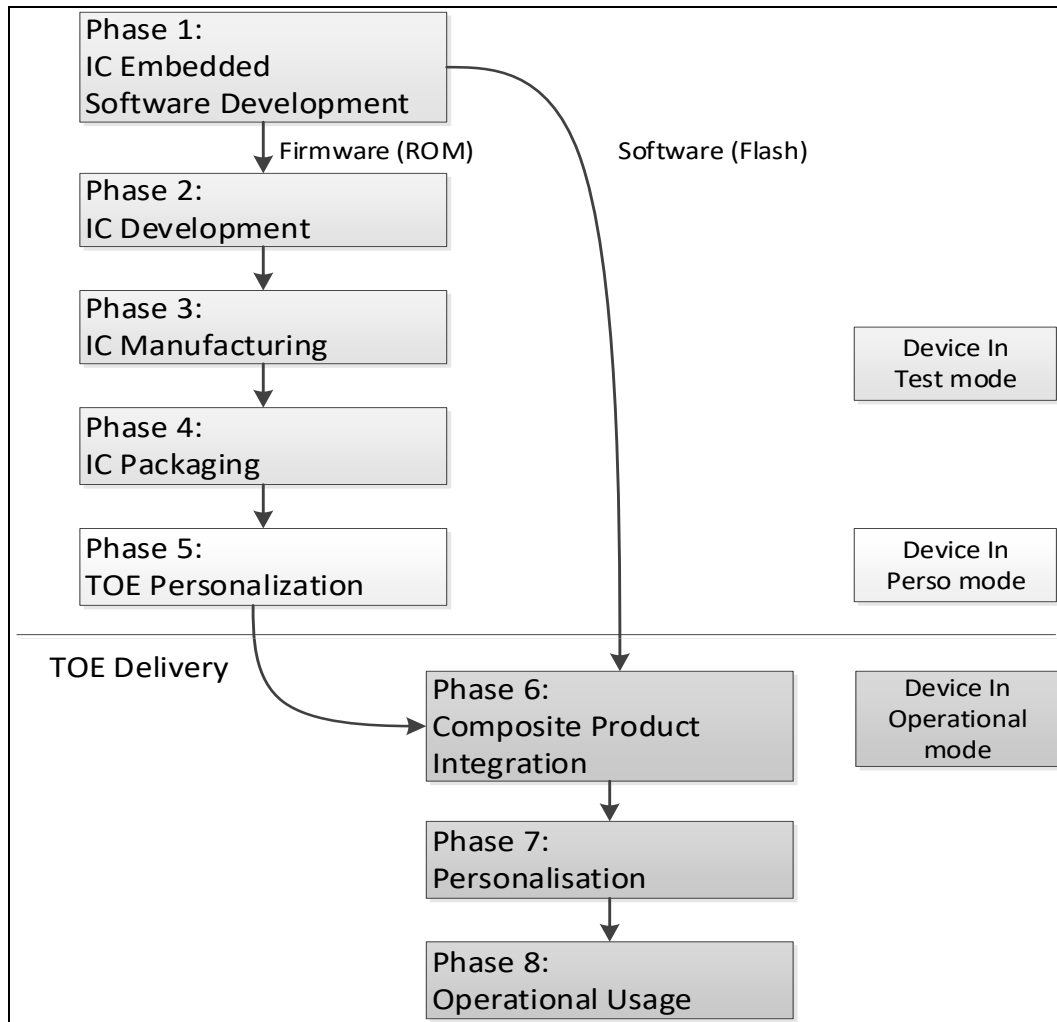 Phase 1:
IC Embedded
Software Development
Firmware (ROM)
Software (Flash)
Phase 2:
IC Development
Phase 3:
IC Manufacturing
Device In
Test mode
Phase 4:
IC Packaging
Phase 5:
TOE Personalization
Device In
Perso mode
TOE Delivery
Phase 6:
Composite Product
Integration
Device In
Operational
mode
Phase 7:
Personalisation
Phase 8:
Operational Usage